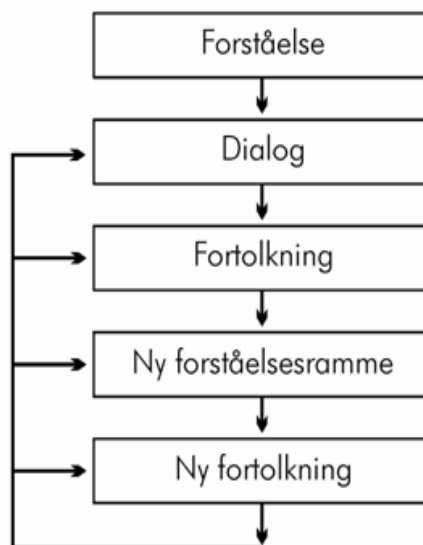 Forståelse
Dialog
Fortolkning
Ny forståelsesramme
Ny fortolkning